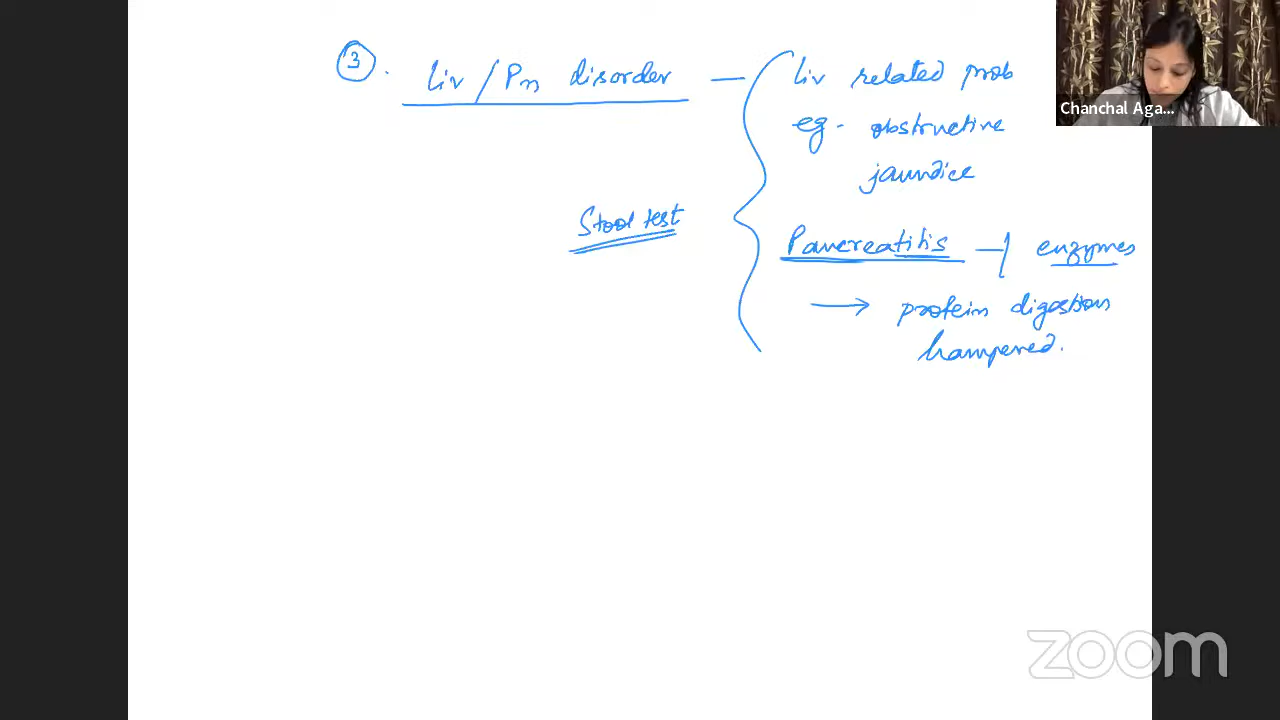 ③. Liv / Pn disorder — Liv related prob
eg - obstructive
jaundice
Stool test
Pancreatitis —| enzymes
→ protein digestion
hampered.
Chanchal Aga...
zoom